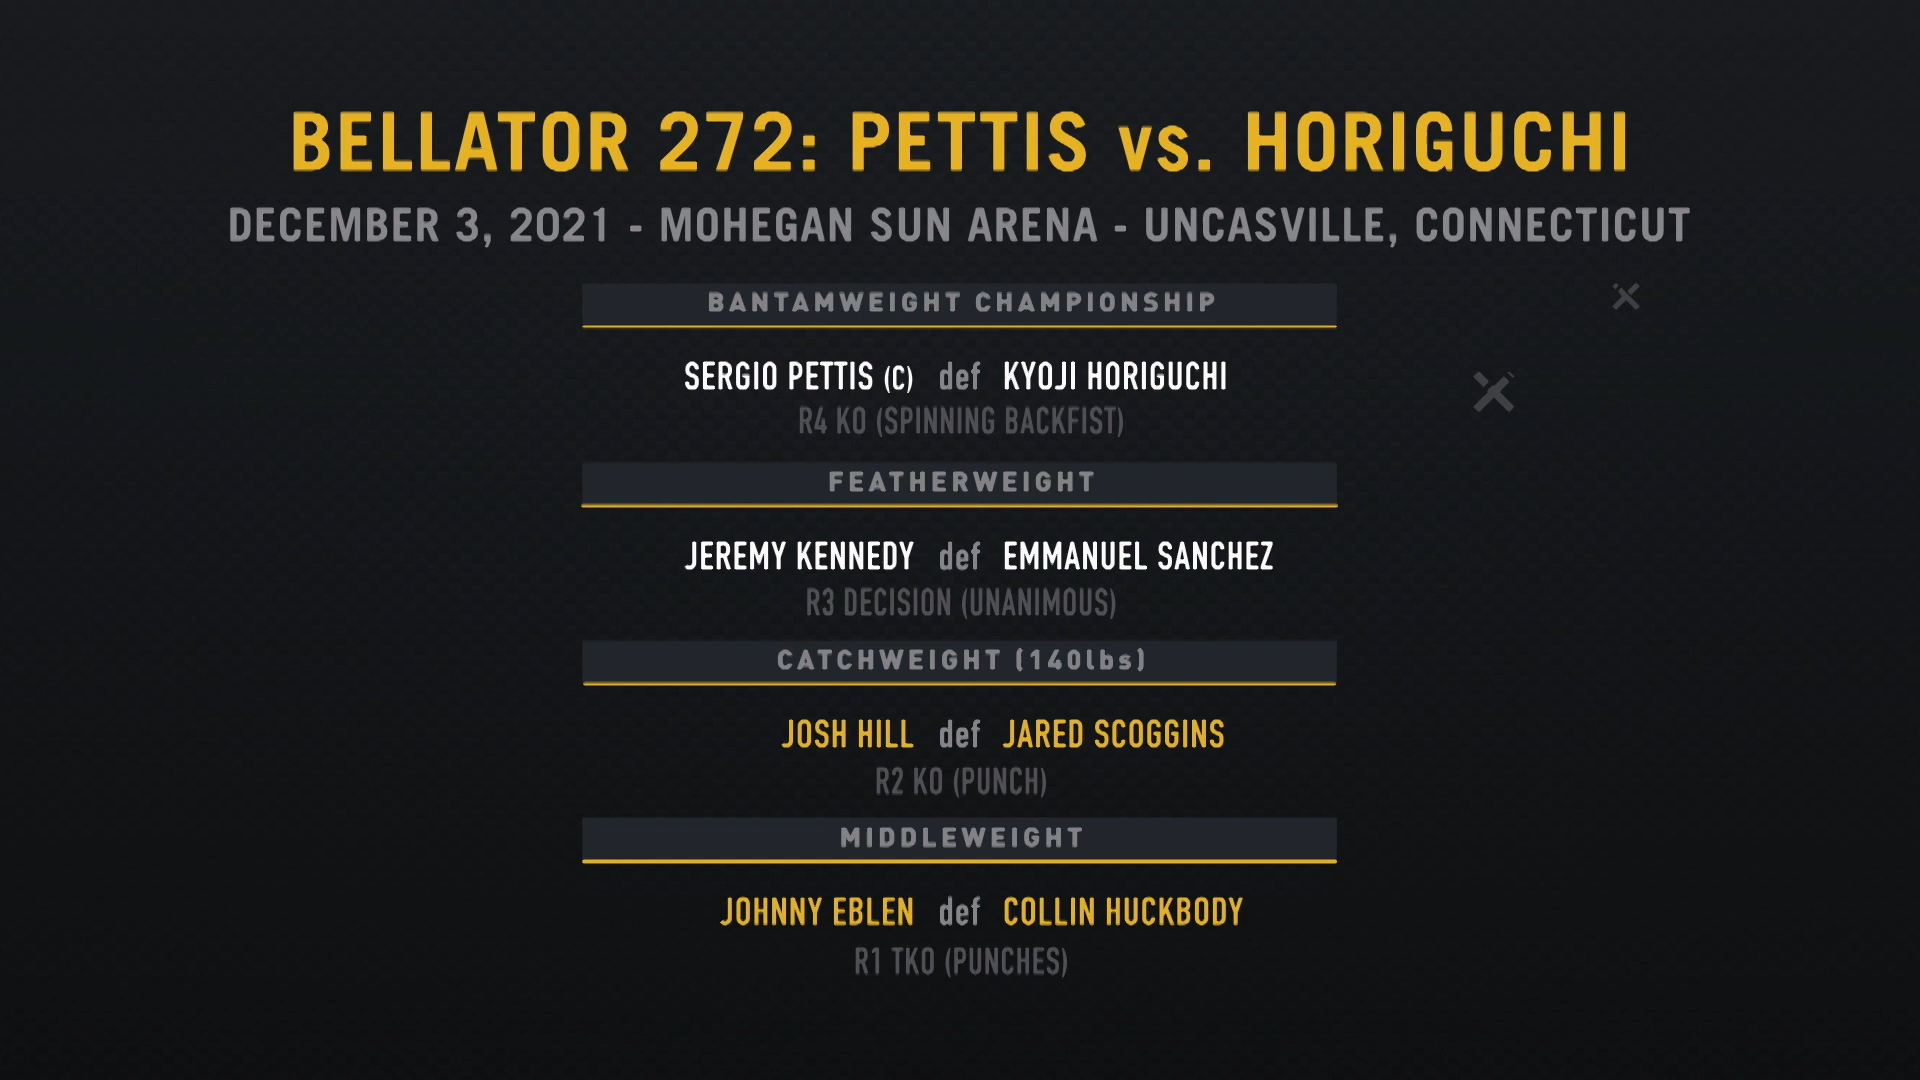 BELLATOR 272: PETTIS vs. HORIGUCHI
DECEMBER 3, 2021 - MOHEGAN SUN ARENA - UNCASVILLE, CONNECTICUT
BANTAMWEIGHT CHAMPIONSHIP
SERGIO PETTIS (C) def KYOJI HORIGUCHI
R4 KO (SPINNING BACKFIST)
FEATHERWEIGHT
JEREMY KENNEDY def EMMANUEL SANCHEZ
R3 DECISION (UNANIMOUS)
CATCHWEIGHT (140lbs)
JOSH HILL def JARED SCOGGINS
R2 KO (PUNCH)
MIDDLEWEIGHT
JOHNNY EBLEN def COLLIN HUCKBODY
R1 TKO (PUNCHES)